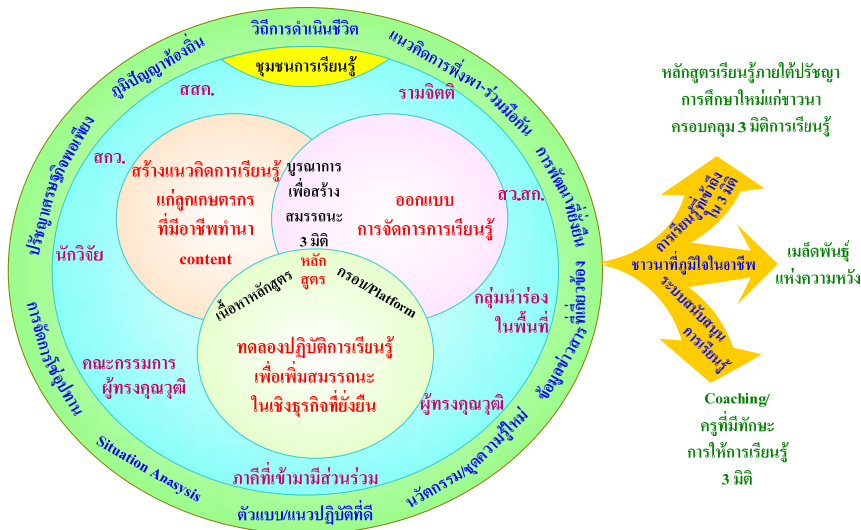 วิถีการดำเนินชีวิต
แนวคิดการพึ่งพา-ร่วมมือกัน
การพัฒนาที่ยั่งยืน
ข้อมูลข่าวสาร ที่เกี่ยวข้อง
นวัตกรรม/ชุดความรู้ใหม่
ตัวแบบ/แนวปฏิบัติที่ดี
Situation Anasysis
การจัดการโซ่อุปทาน
ปรัชญาเศรษฐกิจพอเพียง
ภูมิปัญญาท้องถิ่น
ชุมชนการเรียนรู้
สสค.
รามจิตติ
สกว.
สว.สก.
นักวิจัย
กลุ่มนำร่อง
ในพื้นที่
คณะกรรมการ
ผู้ทรงคุณวุฒิ
ผู้ทรงคุณวุฒิ
ภาคีที่เข้ามามีส่วนร่วม
สร้างแนวคิดการเรียนรู้
แก่ลูกเกษตรกร
ที่มีอาชีพทำนา
content
บูรณาการ
เพื่อสร้าง
สมรรถนะ
3 มิติ
ออกแบบ
การจัดการการเรียนรู้
หลัก
สูตร
เนื้อหาหลักสูตร
กรอบ/Platform
ทดลองปฏิบัติการเรียนรู้
เพื่อเพิ่มสมรรถนะ
ในเชิงธุรกิจที่ยั่งยืน
หลักสูตรเรียนรู้ภายใต้ปรัชญา
การศึกษาใหม่แก่ชาวนา
ครอบคลุม 3 มิติการเรียนรู้
การเรียนรู้ที่เข้าถึง
ใน 3 มิติ
ชาวนาที่ภูมิใจในอาชีพ
ระบบสนับสนุน
การเรียนรู้
เมล็ดพันธุ์
แห่งความหวัง
Coaching/
ครูที่มีทักษะ
การให้การเรียนรู้
3 มิติ